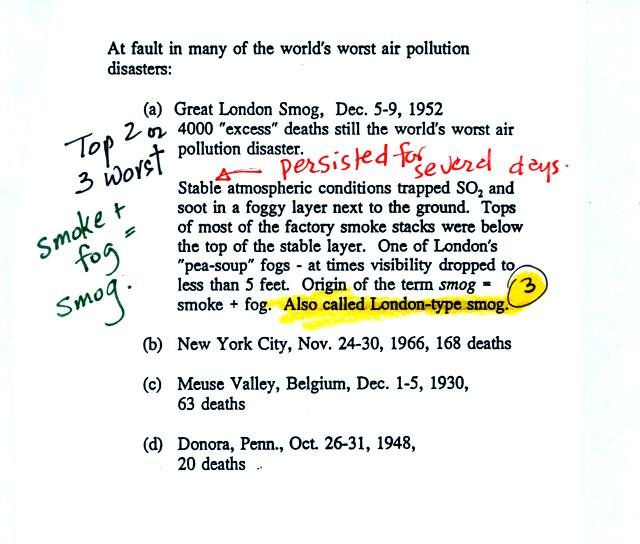 At fault in many of the world's worst air pollution
disasters:
(a) Great London Smog, Dec. 5-9, 1952
4000 "excess" deaths still the world's worst air
pollution disaster.
Top 2 or
3 worst
persisted for
several days.
Stable atmospheric conditions trapped SO₂ and
soot in a foggy layer next to the ground. Tops
of most of the factory smoke stacks were below
the top of the stable layer. One of London's
"pea-soup" fogs - at times visibility dropped to
less than 5 feet. Origin of the term smog =
smoke + fog. Also called London-type smog.
3
smoke +
fog =
smog.
(b) New York City, Nov. 24-30, 1966, 168 deaths
(c) Meuse Valley, Belgium, Dec. 1-5, 1930,
63 deaths
(d) Donora, Penn., Oct. 26-31, 1948,
20 deaths